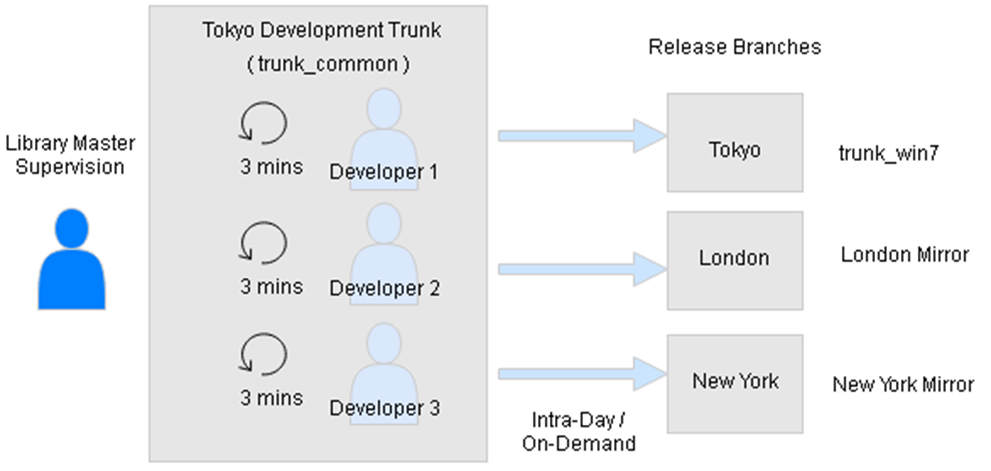 Tokyo Development Trunk
( trunk_common )
Release Branches
Library Master
Supervision
3 mins
Developer 1
Tokyo
trunk_win7
3 mins
Developer 2
London
London Mirror
3 mins
Developer 3
New York
New York Mirror
Intra-Day /
On-Demand